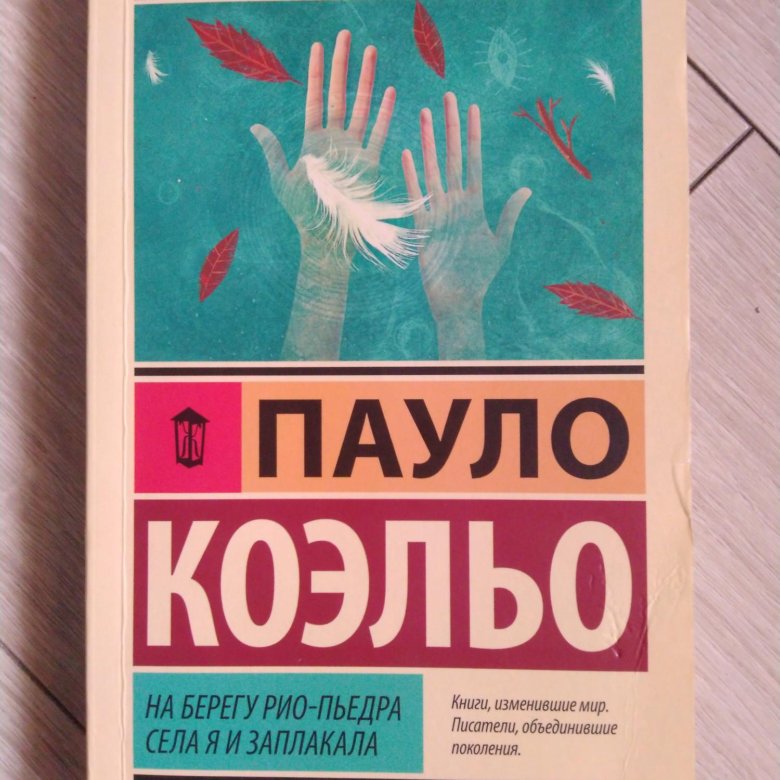 ПАУЛО
КОЭЛЬО
НА БЕРЕГУ РИО-ПЬЕДРА
СЕЛА Я И ЗАПЛАКАЛА
Книги, изменившие мир.
Писатели, объединившие
поколения.